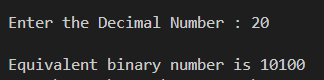 Enter the Decimal Number : 20
Equivalent binary number is 10100